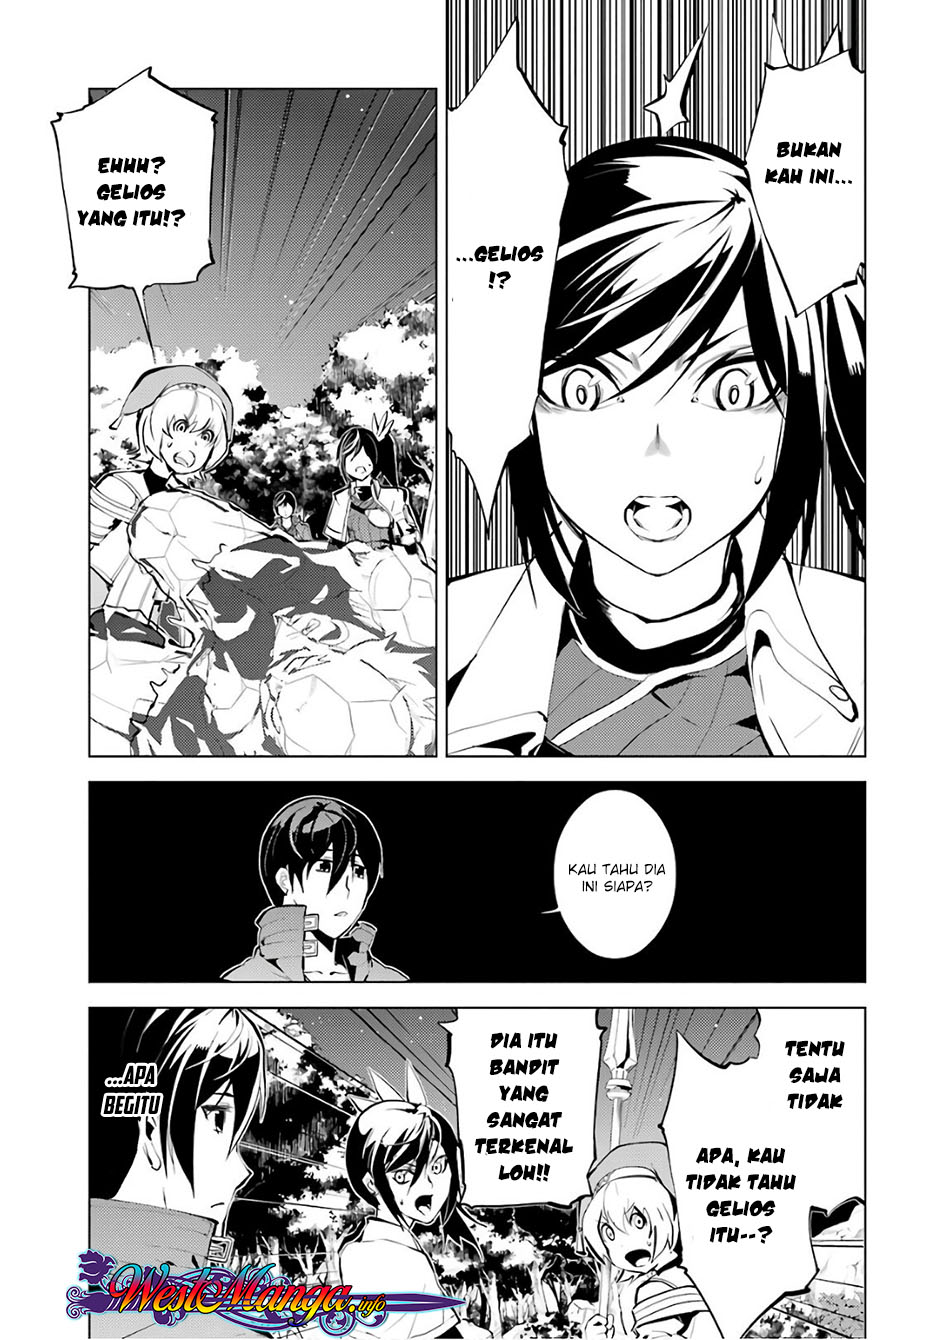 BUKAN
KAH INI...
...GELIOS
!?
EHHH?
GELIOS
YANG ITU!?
KAU TAHU DIA
INI SIAPA?
TENTU
SAJA
TIDAK
APA, KAU
TIDAK TAHU
GELIOS
ITU--?
DIA ITU
BANDIT
YANG
SANGAT
TERKENAL
LOH!!
...APA
BEGITU
WestManga.info